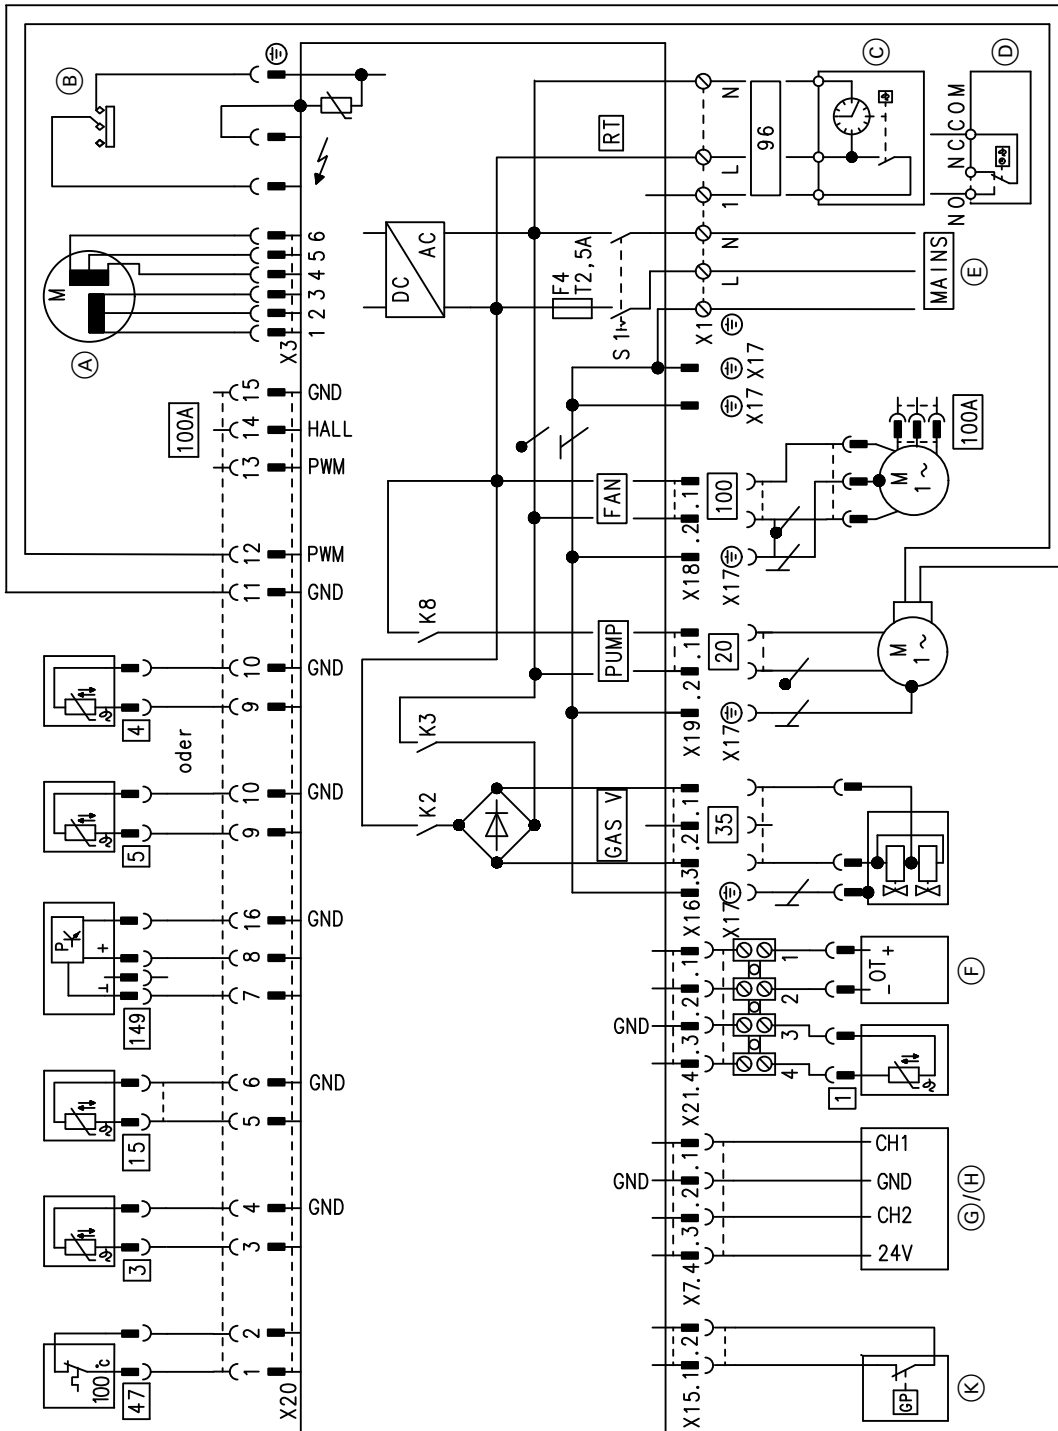 B
M
A
6
5
4
3
2
1
X3
100A
15
GND
14
HALL
13
PWM
12
PWM
11
GND
4
10
GND
9
oder
5
10
GND
9
P
+
⊥
149
16
GND
8
7
15
6
GND
5
3
4
GND
3
100°C
47
2
1
X20
DC
AC
F4
T2,5A
S1
RT
N
L
1
N
L
X1
96
C
D
NO
NC
COM
MAINS
E
X17
X17
FAN
.1
.2
X18
X17
100
M
1~
100A
K8
PUMP
.1
.2
X19
X17
20
M
1~
K3
K2
GAS V
.1
.2
.3
X16
X17
35
.1
.2
GND
.3
.4
X21
1
2
3
4
+
OT
-
F
1
.1
GND
.2
.3
.4
X7
CH1
GND
CH2
24V
G/H
.2
.1
X15
GP
K